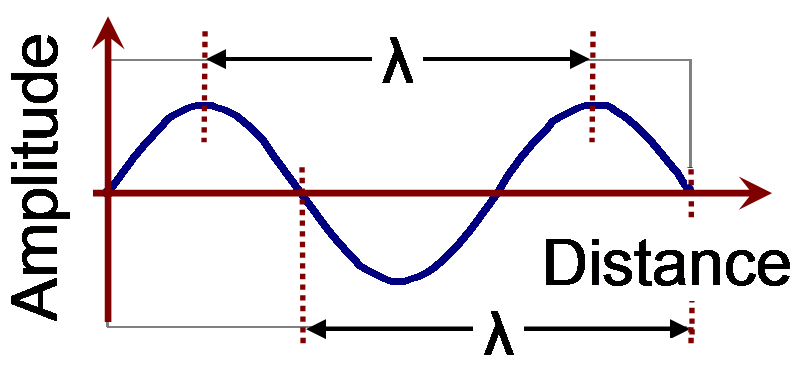 λ
Amplitude
Distance
λ